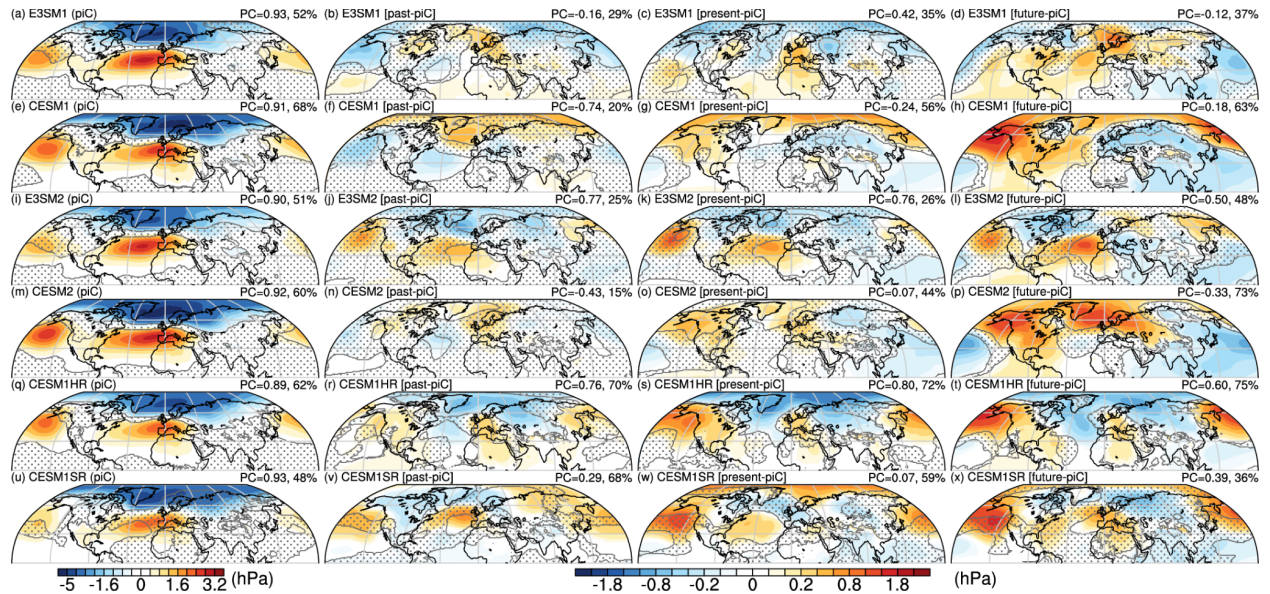 (a) E3SM1 (piC) PC=0.93, 52% (b) E3SM1 [past-piC] PC=-0.16, 29% (c) E3SM1 [present-piC] PC=0.42, 35% (d) E3SM1 [future-piC] PC=-0.12, 37%
(e) CESM1 (piC) PC=0.91, 68% (f) CESM1 [past-piC] PC=-0.74, 20% (g) CESM1 [present-piC] PC=-0.24, 56% (h) CESM1 [future-piC] PC=0.18, 63%
(i) E3SM2 (piC) PC=0.90, 51% (j) E3SM2 [past-piC] PC=0.77, 25% (k) E3SM2 [present-piC] PC=0.76, 26% (l) E3SM2 [future-piC] PC=0.50, 48%
(m) CESM2 (piC) PC=0.92, 60% (n) CESM2 [past-piC] PC=-0.43, 15% (o) CESM2 [present-piC] PC=0.07, 44% (p) CESM2 [future-piC] PC=-0.33, 73%
(q) CESM1HR (piC) PC=0.89, 62% (r) CESM1HR [past-piC] PC=0.76, 70% (s) CESM1HR [present-piC] PC=0.80, 72% (t) CESM1HR [future-piC] PC=0.60, 75%
(u) CESM1SR (piC) PC=0.93, 48% (v) CESM1SR [past-piC] PC=0.29, 68% (w) CESM1SR [present-piC] PC=0.07, 59% (x) CESM1SR [future-piC] PC=0.39, 36%
-5 -1.6 0 1.6 3.2 (hPa) -1.8 -0.8 -0.2 0 0.2 0.8 1.8 (hPa)